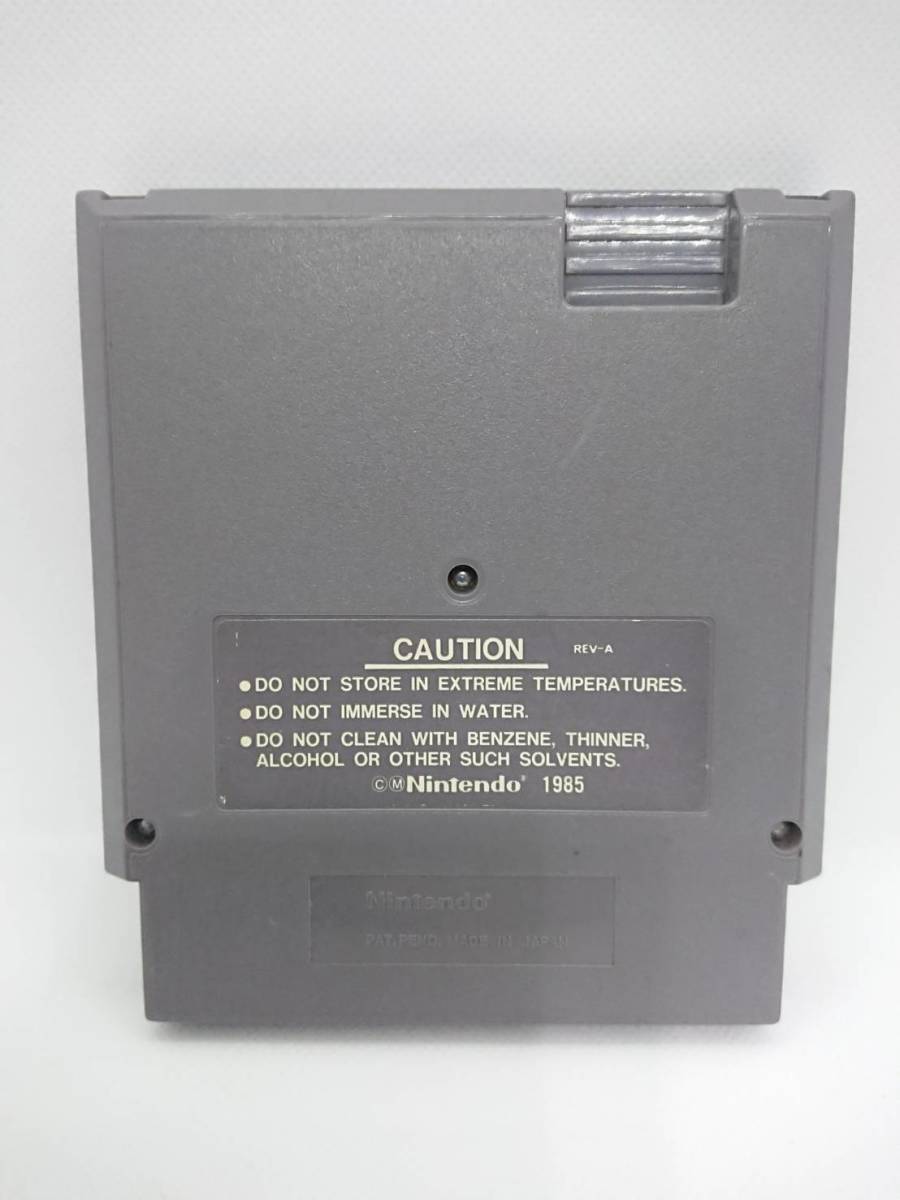 CAUTION REV-A
●DO NOT STORE IN EXTREME TEMPERATURES.
●DO NOT IMMERSE IN WATER.
●DO NOT CLEAN WITH BENZENE, THINNER,
ALCOHOL OR OTHER SUCH SOLVENTS.
ⒸⓂNintendo® 1985
Nintendo®
PAT. PEND. MADE IN JAPAN